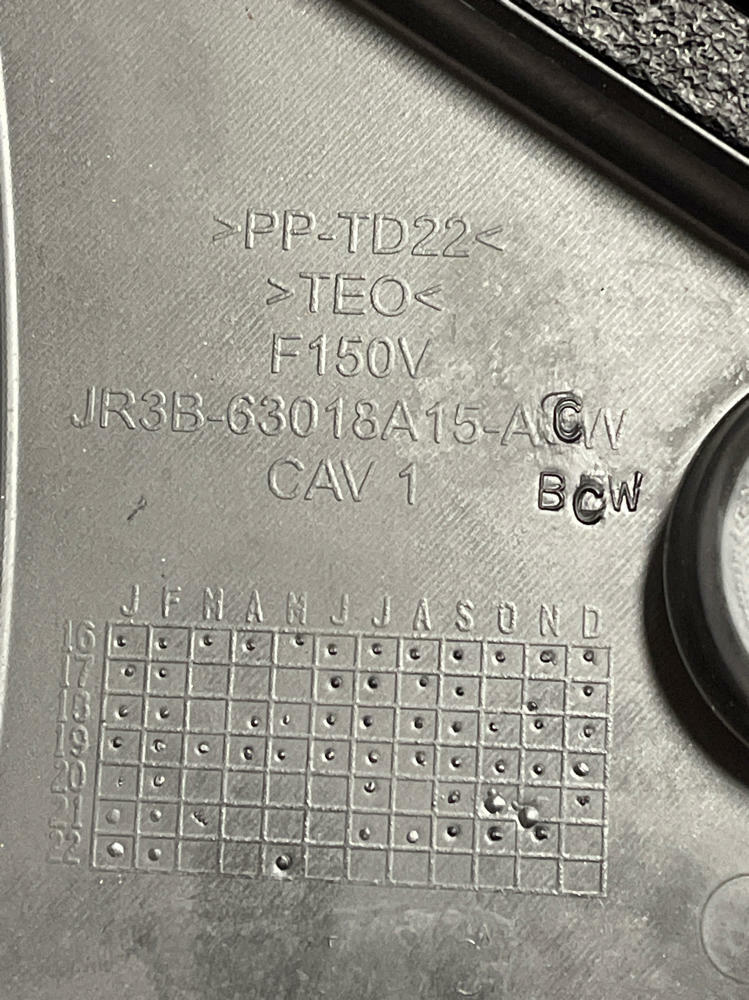 >PP-TD22<
>TEO<
F150V
JR3B-63018A15-ACW
CAV 1
BCW
J F M A M J J A S O N D
16
17
18
19
20
21
22